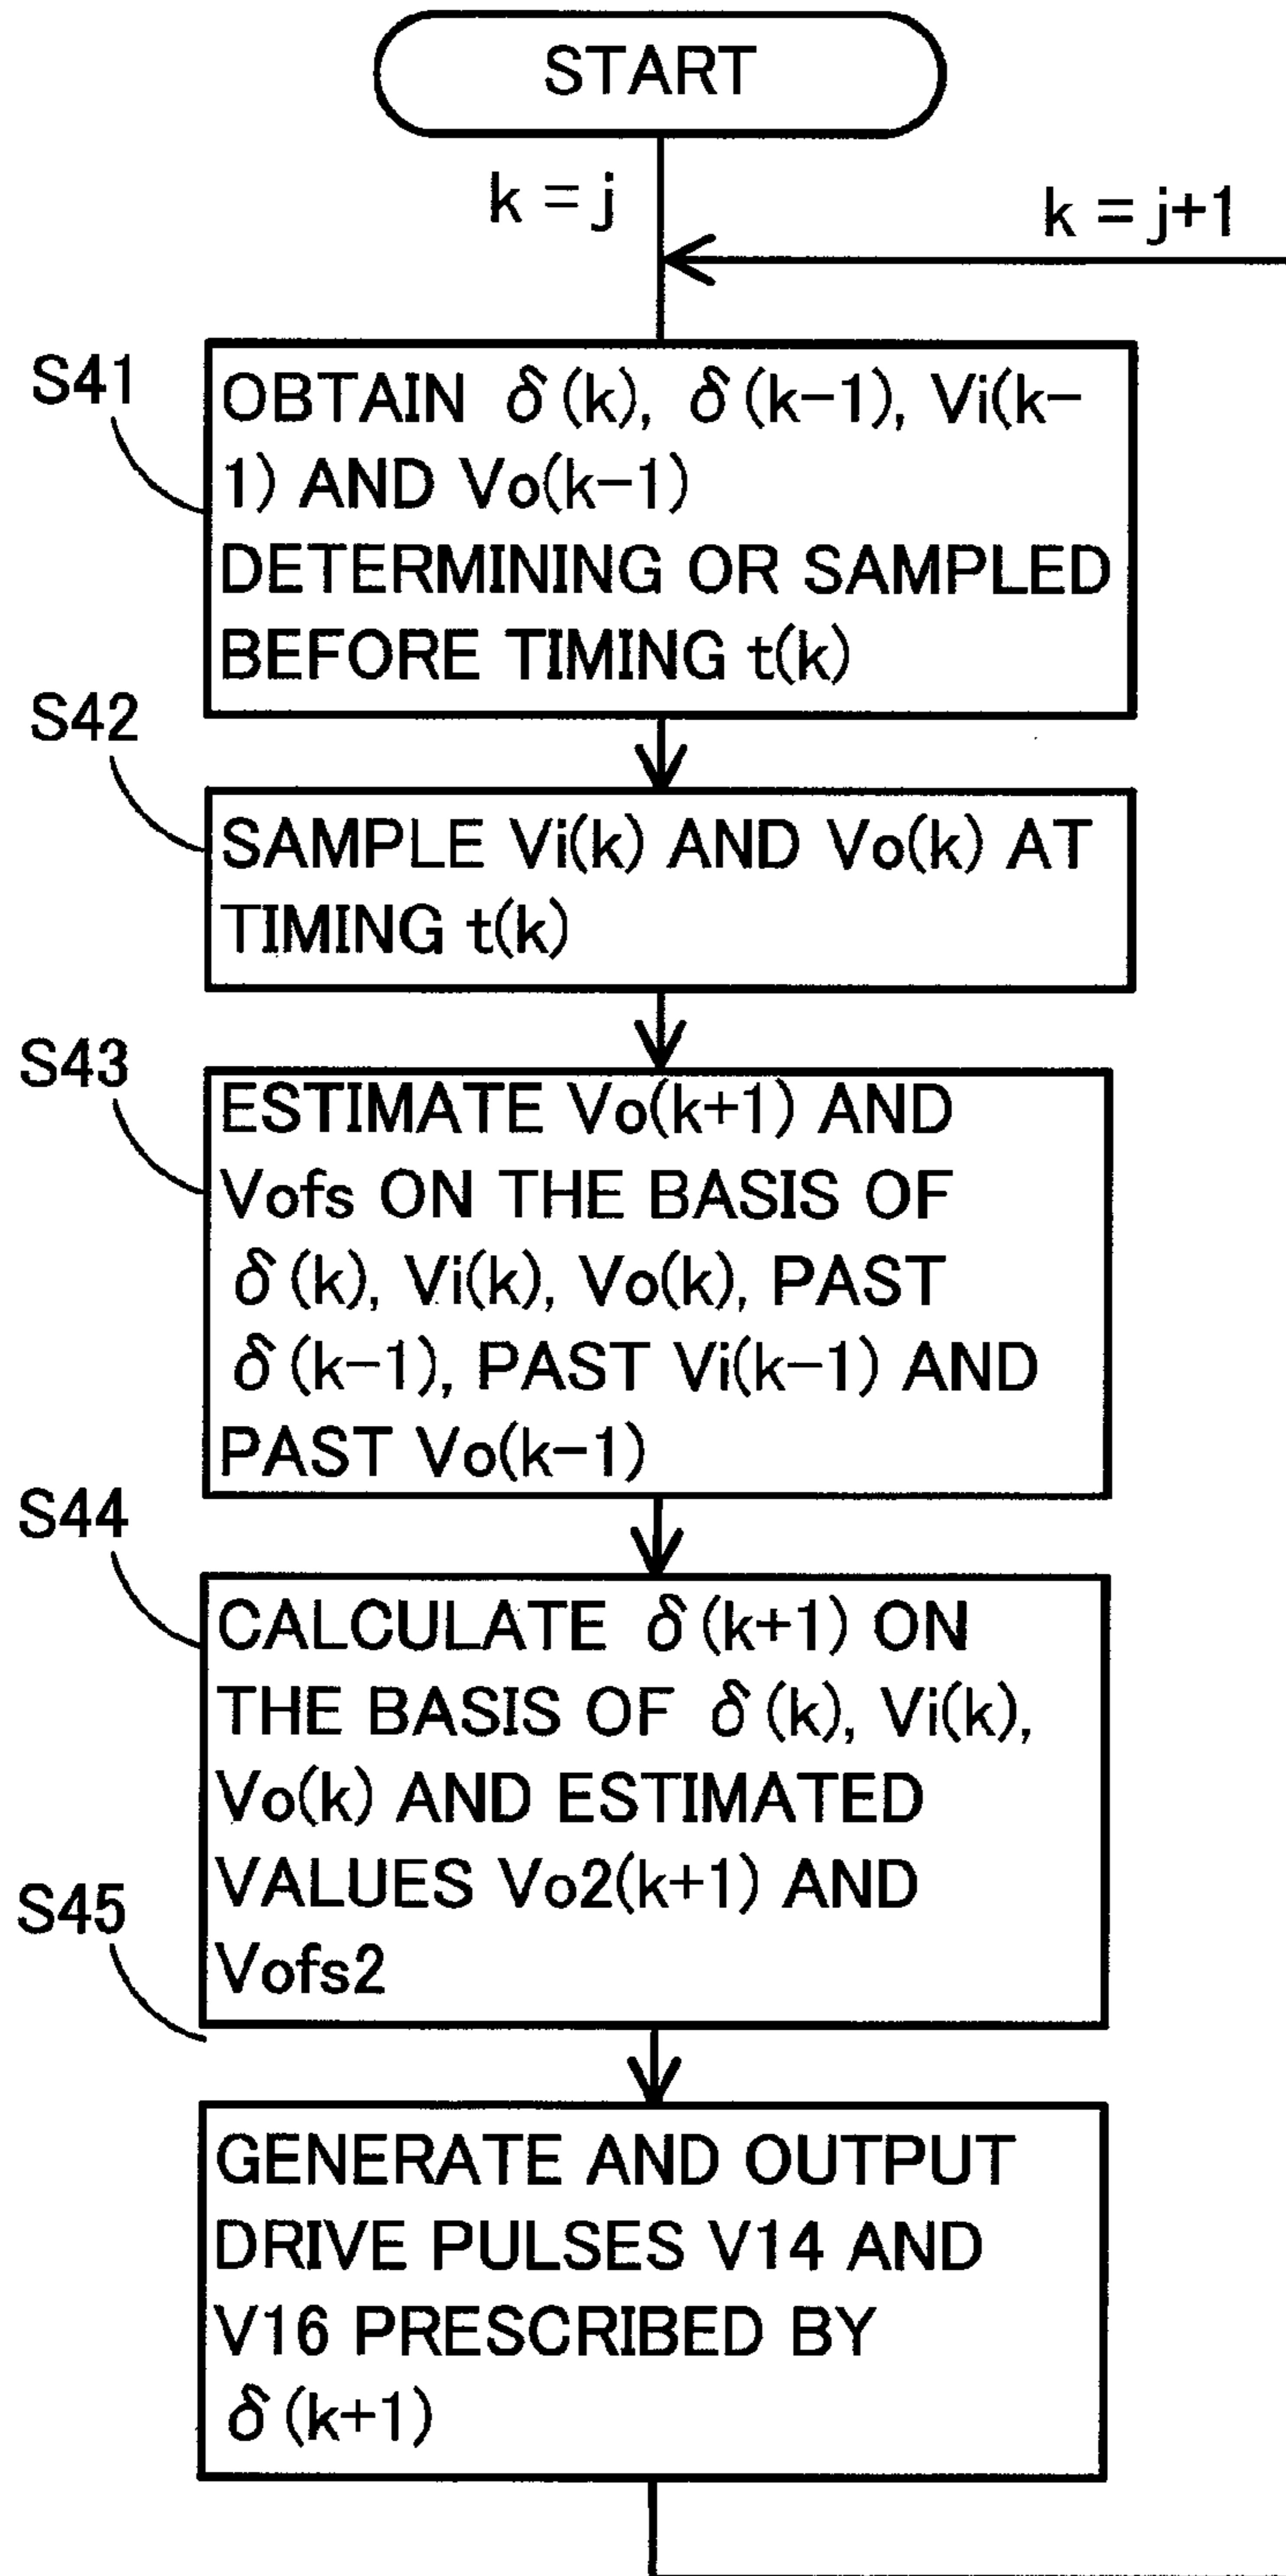 START
k = j
k = j+1
S41
OBTAIN δ(k), δ(k-1), Vi(k-
1) AND Vo(k-1)
DETERMINING OR SAMPLED
BEFORE TIMING t(k)
S42
SAMPLE Vi(k) AND Vo(k) AT
TIMING t(k)
S43
ESTIMATE Vo(k+1) AND
Vofs ON THE BASIS OF
δ(k), Vi(k), Vo(k), PAST
δ(k-1), PAST Vi(k-1) AND
PAST Vo(k-1)
S44
CALCULATE δ(k+1) ON
THE BASIS OF δ(k), Vi(k),
Vo(k) AND ESTIMATED
VALUES Vo2(k+1) AND
Vofs2
S45
GENERATE AND OUTPUT
DRIVE PULSES V14 AND
V16 PRESCRIBED BY
δ(k+1)